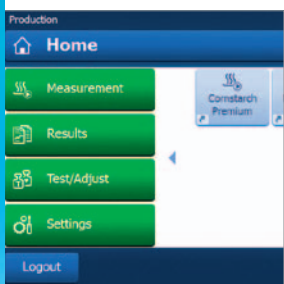 Production
Home
Measurement
Cornstarch
Premium
Results
Test/Adjust
Settings
Logout